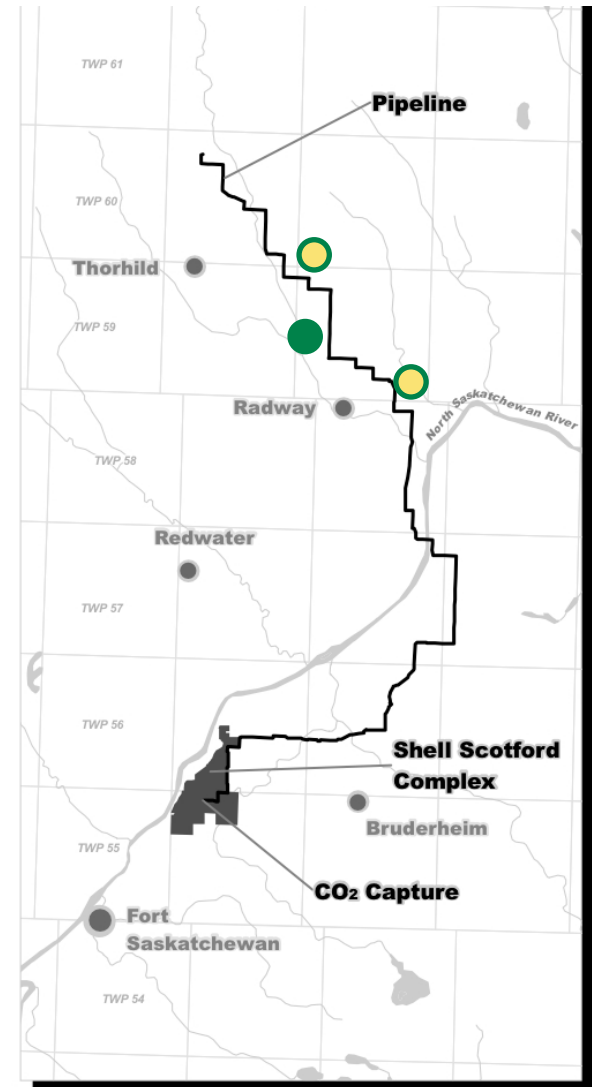 TWP 61
Pipeline
TWP 60
Thorhild
TWP 59
Radway
North Saskatchewan River
TWP 58
Redwater
TWP 57
TWP 56
Shell Scotford
Complex
Bruderheim
TWP 55
CO₂ Capture
Fort
Saskatchewan
TWP 54